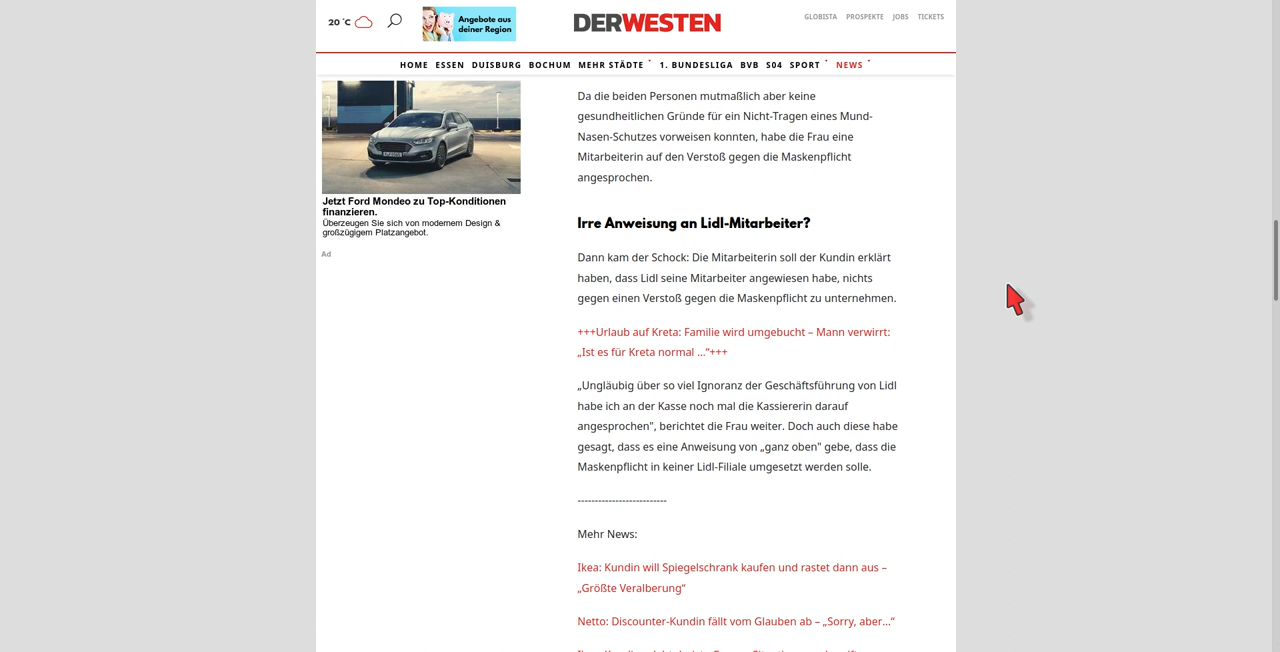 20 °C
Angebote aus
deiner Region
DERWESTEN
GLOBISTA PROSPEKTE JOBS TICKETS
HOME ESSEN DUISBURG BOCHUM MEHR STÄDTE 1. BUNDESLIGA BVB S04 SPORT NEWS
Jetzt Ford Mondeo zu Top-Konditionen
finanzieren.
Überzeugen Sie sich von modernem Design &
großzügigem Platzangebot.
Ad
Da die beiden Personen mutmaßlich aber keine
gesundheitlichen Gründe für ein Nicht-Tragen eines Mund-
Nasen-Schutzes vorweisen konnten, habe die Frau eine
Mitarbeiterin auf den Verstoß gegen die Maskenpflicht
angesprochen.
Irre Anweisung an Lidl-Mitarbeiter?
Dann kam der Schock: Die Mitarbeiterin soll der Kundin erklärt
haben, dass Lidl seine Mitarbeiter angewiesen habe, nichts
gegen einen Verstoß gegen die Maskenpflicht zu unternehmen.
+++Urlaub auf Kreta: Familie wird umgebucht – Mann verwirrt:
„Ist es für Kreta normal ...“+++
„Ungläubig über so viel Ignoranz der Geschäftsführung von Lidl
habe ich an der Kasse noch mal die Kassiererin darauf
angesprochen", berichtet die Frau weiter. Doch auch diese habe
gesagt, dass es eine Anweisung von „ganz oben" gebe, dass die
Maskenpflicht in keiner Lidl-Filiale umgesetzt werden solle.
--------------------------
Mehr News:
Ikea: Kundin will Spiegelschrank kaufen und rastet dann aus –
„Größte Veralberung“
Netto: Discounter-Kundin fällt vom Glauben ab – „Sorry, aber...“